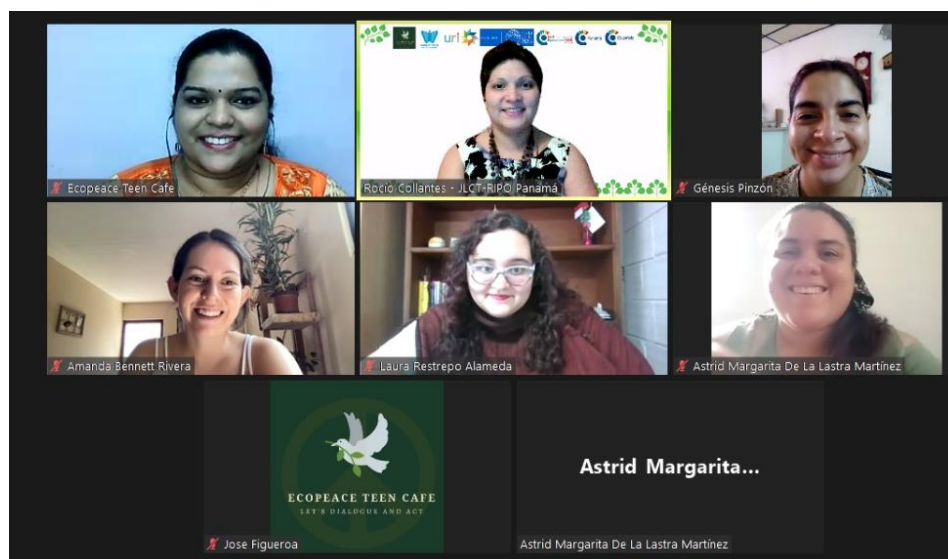 uri
Ecopeace Teen Cafe
Rocío Collantes - JLCT-RIPO Panamá
Génesis Pinzón
Amanda Bennett Rivera
Laura Restrepo Alameda
Astrid Margarita De La Lastra Martínez
ECOPEACE TEEN CAFE
LET'S DIALOGUE AND ACT
Jose Figueroa
Astrid Margarita...
Astrid Margarita De La Lastra Martínez